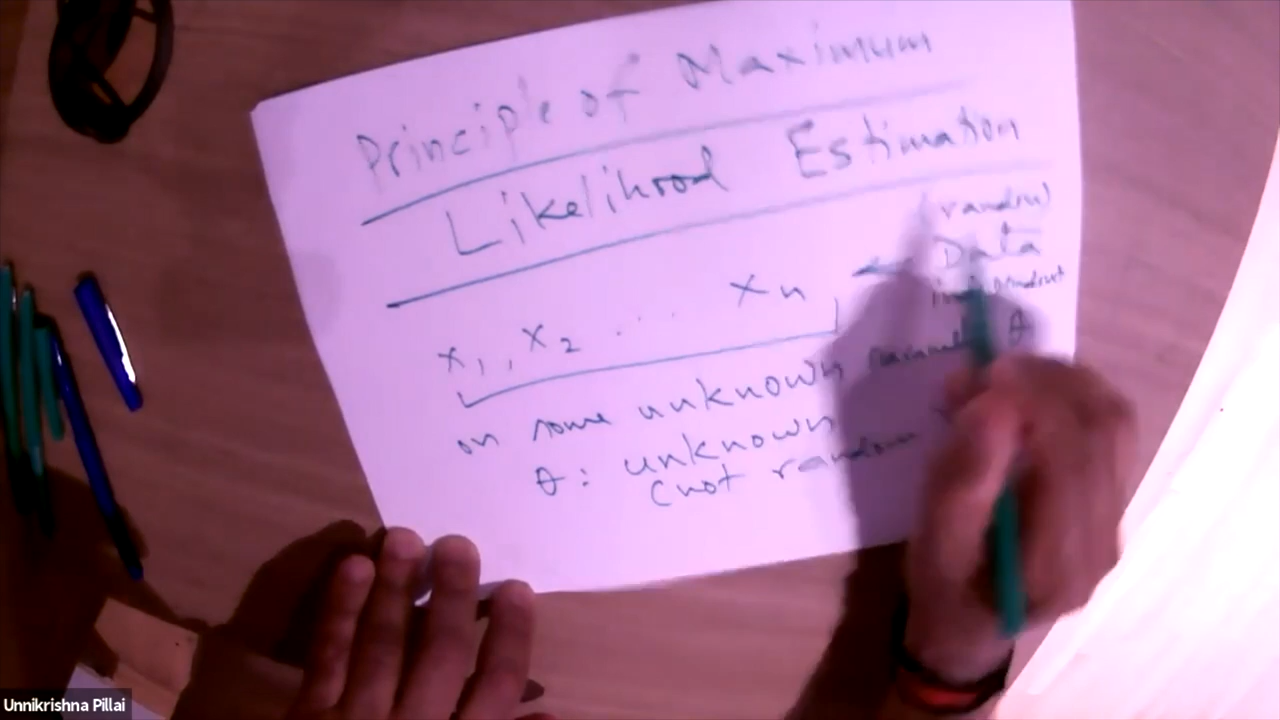 Principle of Maximum
Likelihood Estimation
(random)
Data
x1, x2 .... xn
on some unknown θ
θ: unknown
(not random
Unnikrishna Pillai